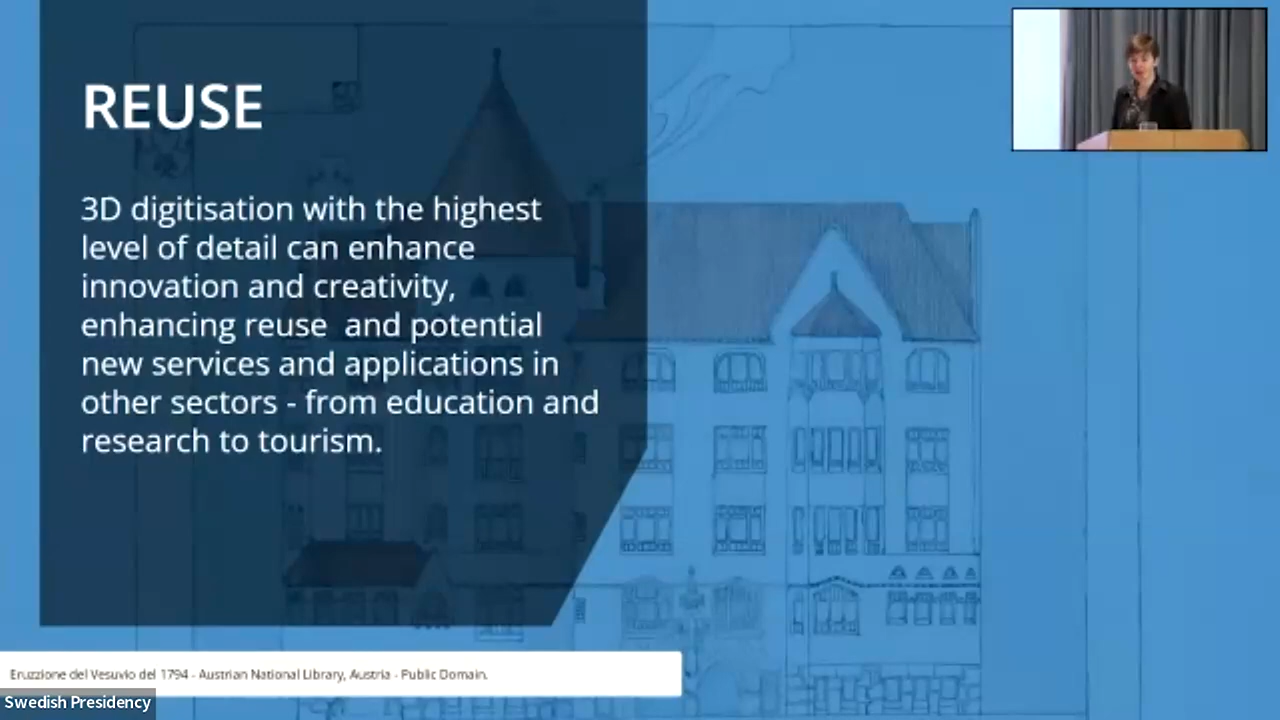 REUSE
3D digitisation with the highest
level of detail can enhance
innovation and creativity,
enhancing reuse  and potential
new services and applications in
other sectors - from education and
research to tourism.
Eruzzione del Vesuvio del 1794 - Austrian National Library, Austria - Public Domain.
Swedish Presidency